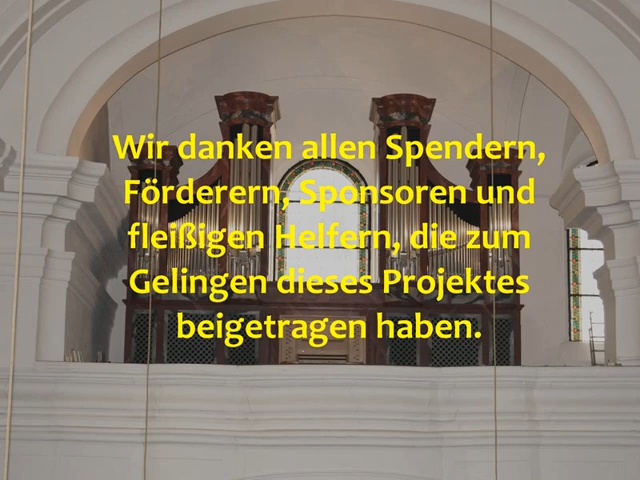 Wir danken allen Spendern,
Förderern, Sponsoren und
fleißigen Helfern, die zum
Gelingen dieses Projektes
beigetragen haben.